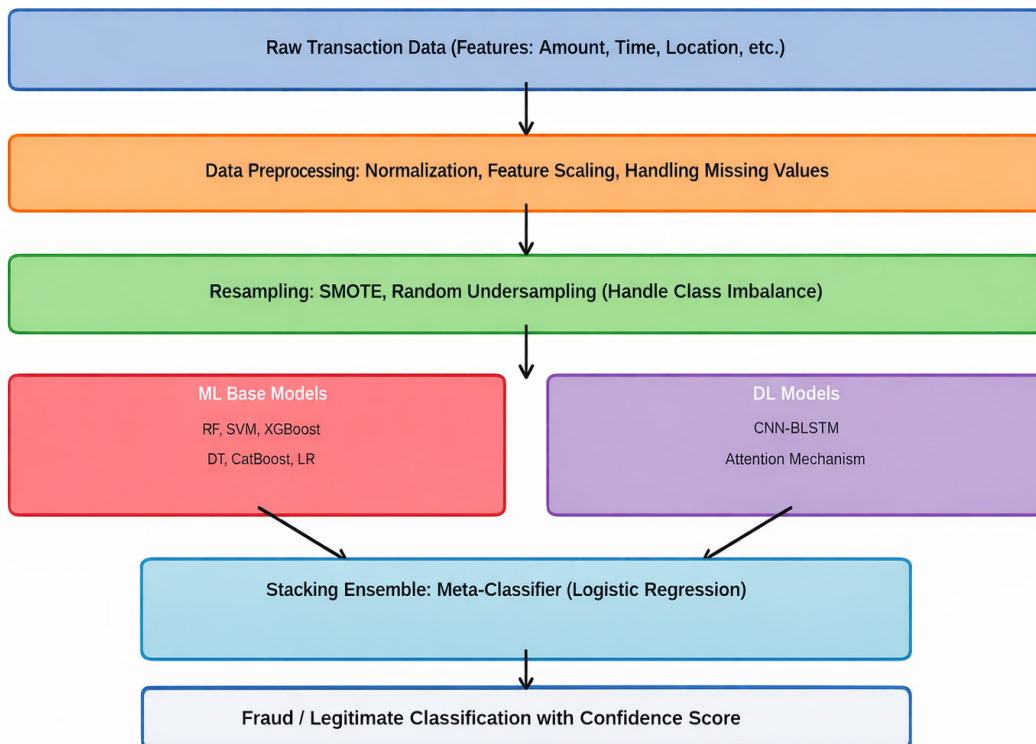 Raw Transaction Data (Features: Amount, Time, Location, etc.)
Data Preprocessing: Normalization, Feature Scaling, Handling Missing Values
Resampling: SMOTE, Random Undersampling (Handle Class Imbalance)
ML Base Models
RF, SVM, XGBoost
DT, CatBoost, LR
DL Models
CNN-BLSTM
Attention Mechanism
Stacking Ensemble: Meta-Classifier (Logistic Regression)
Fraud / Legitimate Classification with Confidence Score